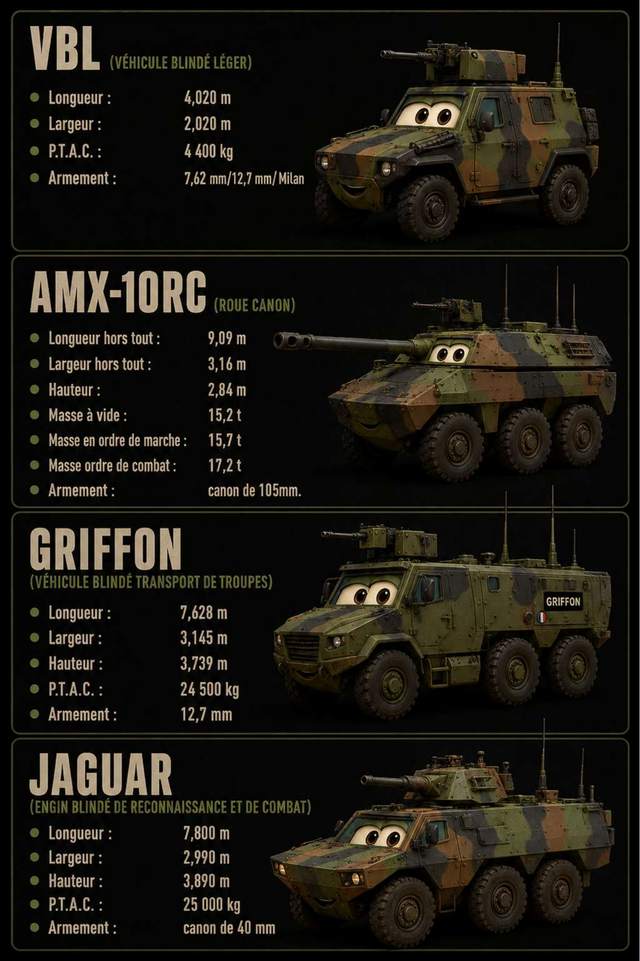 VBL (VÉHICULE BLINDÉ LÉGER)
Longueur : 4,020 m
Largeur : 2,020 m
P.T.A.C. : 4 400 kg
Armement : 7,62 mm/12,7 mm/Milan
AMX-10RC (ROUE CANON)
Longueur hors tout : 9,09 m
Largeur hors tout : 3,16 m
Hauteur : 2,84 m
Masse à vide : 15,2 t
Masse en ordre de marche : 15,7 t
Masse ordre de combat : 17,2 t
Armement : canon de 105mm.
GRIFFON
(VÉHICULE BLINDÉ TRANSPORT DE TROUPES)
Longueur : 7,628 m
Largeur : 3,145 m
Hauteur : 3,739 m
P.T.A.C. : 24 500 kg
Armement : 12,7 mm
GRIFFON
JAGUAR
(ENGIN BLINDÉ DE RECONNAISSANCE ET DE COMBAT)
Longueur : 7,800 m
Largeur : 2,990 m
Hauteur : 3,890 m
P.T.A.C. : 25 000 kg
Armement : canon de 40 mm